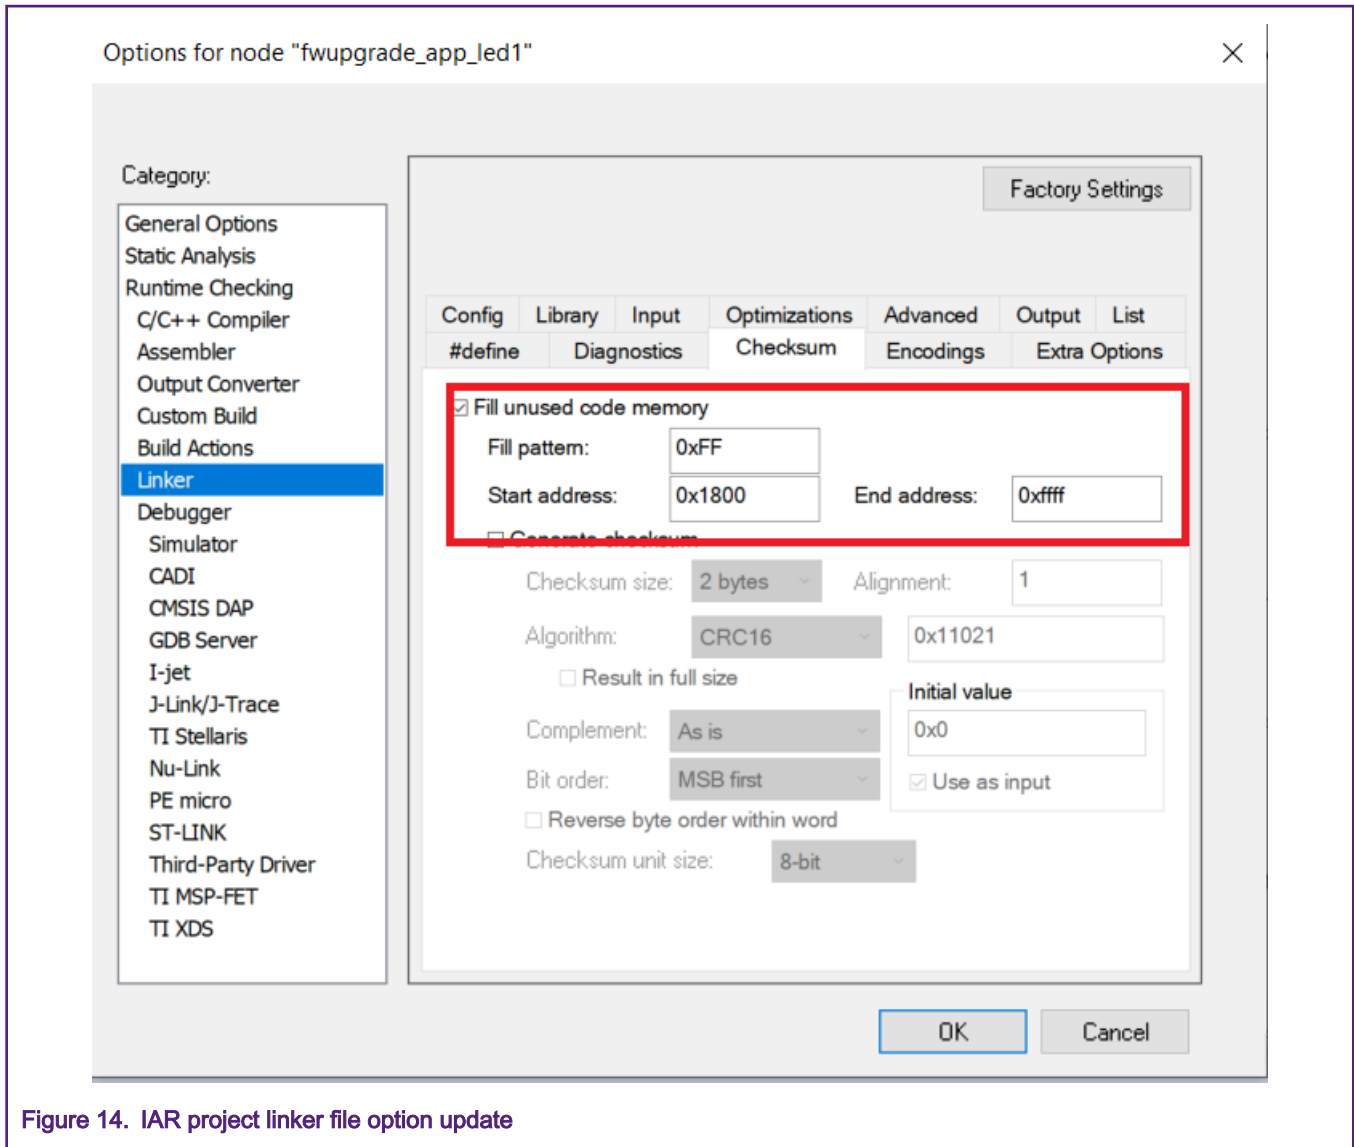 Options for node "fwupgrade_app_led1"
Category:
Factory Settings
General Options
Static Analysis
Runtime Checking
C/C++ Compiler
Assembler
Output Converter
Custom Build
Build Actions
Linker
Debugger
Simulator
CADI
CMSIS DAP
GDB Server
I-jet
J-Link/J-Trace
TI Stellaris
Nu-Link
PE micro
ST-LINK
Third-Party Driver
TI MSP-FET
TI XDS
Config Library Input Optimizations Advanced Output List
#define Diagnostics Checksum Encodings Extra Options
Fill unused code memory
Fill pattern: 0xFF
Start address: 0x1800 End address: 0xffff
Generate checksum
Checksum size: 2 bytes Alignment: 1
Algorithm: CRC16 0x11021
Result in full size
Initial value
Complement: As is 0x0
Bit order: MSB first Use as input
Reverse byte order within word
Checksum unit size: 8-bit
OK Cancel
Figure 14. IAR project linker file option update